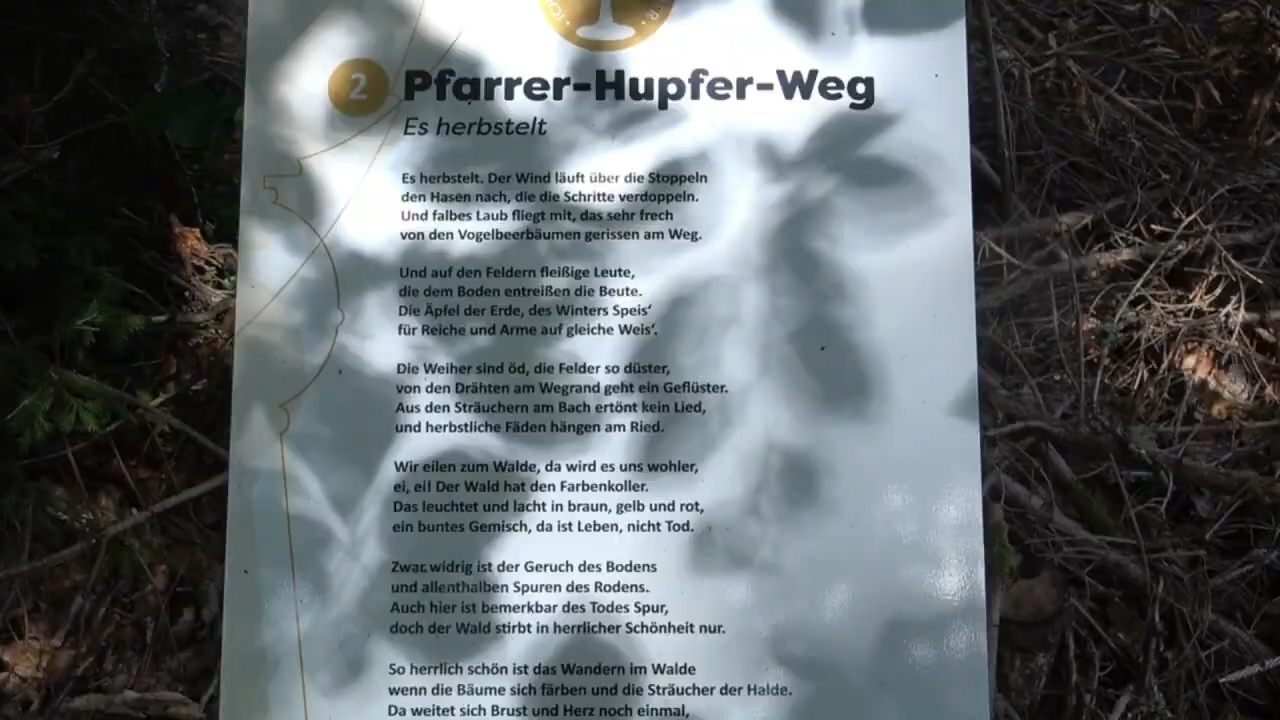 2 Pfarrer-Hupfer-Weg
Es herbstelt
Es herbstelt. Der Wind läuft über die Stoppeln
den Hasen nach, die die Schritte verdoppeln.
Und falbes Laub fliegt mit, das sehr frech
von den Vogelbeerbäumen gerissen am Weg.
Und auf den Feldern fleißige Leute,
die dem Boden entreißen die Beute.
Die Äpfel der Erde, des Winters Speis'
für Reiche und Arme auf gleiche Weis'.
Die Weiher sind öd, die Felder so düster,
von den Drähten am Wegrand geht ein Geflüster.
Aus den Sträuchern am Bach ertönt kein Lied,
und herbstliche Fäden hängen am Ried.
Wir eilen zum Walde, da wird es uns wohler,
ei, ei! Der Wald hat den Farbenkoller.
Das leuchtet und lacht in braun, gelb und rot,
ein buntes Gemisch, da ist Leben, nicht Tod.
Zwar widrig ist der Geruch des Bodens
und allenthalben Spuren des Rodens.
Auch hier ist bemerkbar des Todes Spur,
doch der Wald stirbt in herrlicher Schönheit nur.
So herrlich schön ist das Wandern im Walde
wenn die Bäume sich färben und die Sträucher der Halde.
Da weitet sich Brust und Herz noch einmal,